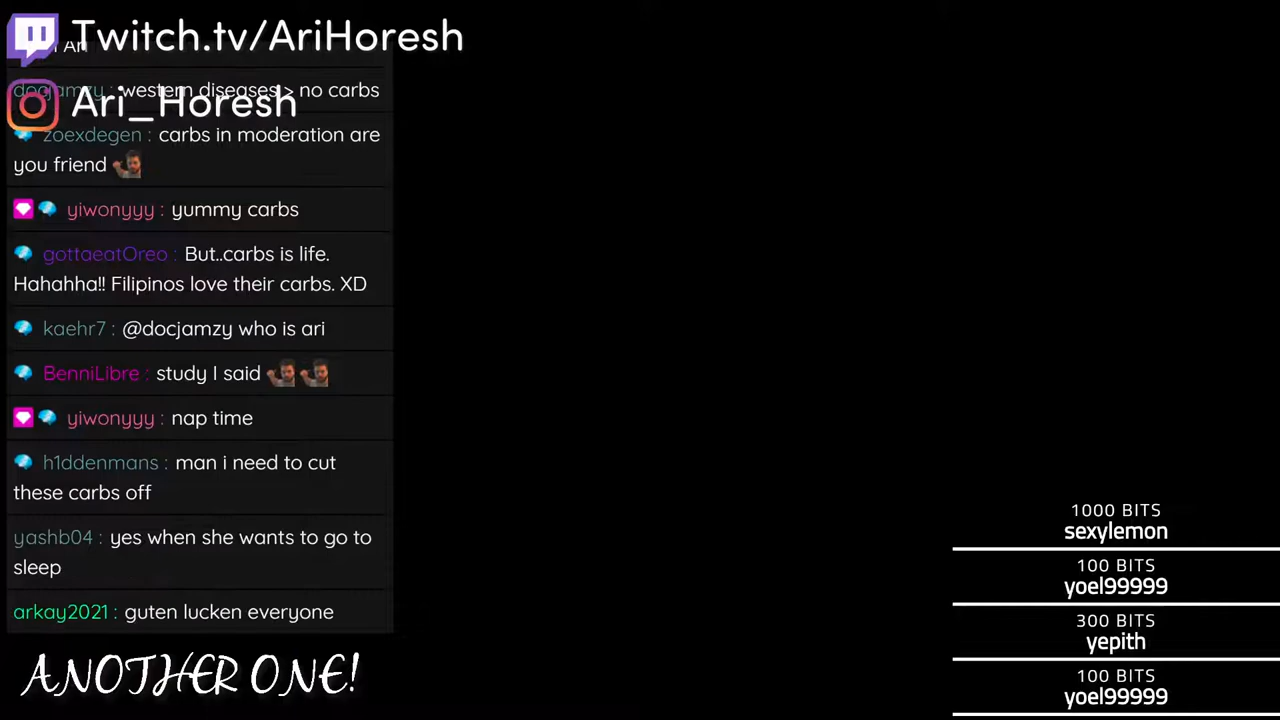 Twitch.tv/AriHoresh
Ari
docjamzy : western diseases > no carbs
Ari_Horesh
zoexdegen : carbs in moderation are
you friend
yiwonyyy : yummy carbs
gottaeatOreo : But..carbs is life.
Hahahha!! Filipinos love their carbs. XD
kaehr7 : @docjamzy who is ari
BenniLibre : study I said
yiwonyyy : nap time
h1ddenmans : man i need to cut
these carbs off
yashb04 : yes when she wants to go to
sleep
arkay2021 : guten lucken everyone
ANOTHER ONE!
1000 BITS
sexylemon
100 BITS
yoel99999
300 BITS
yepith
100 BITS
yoel99999